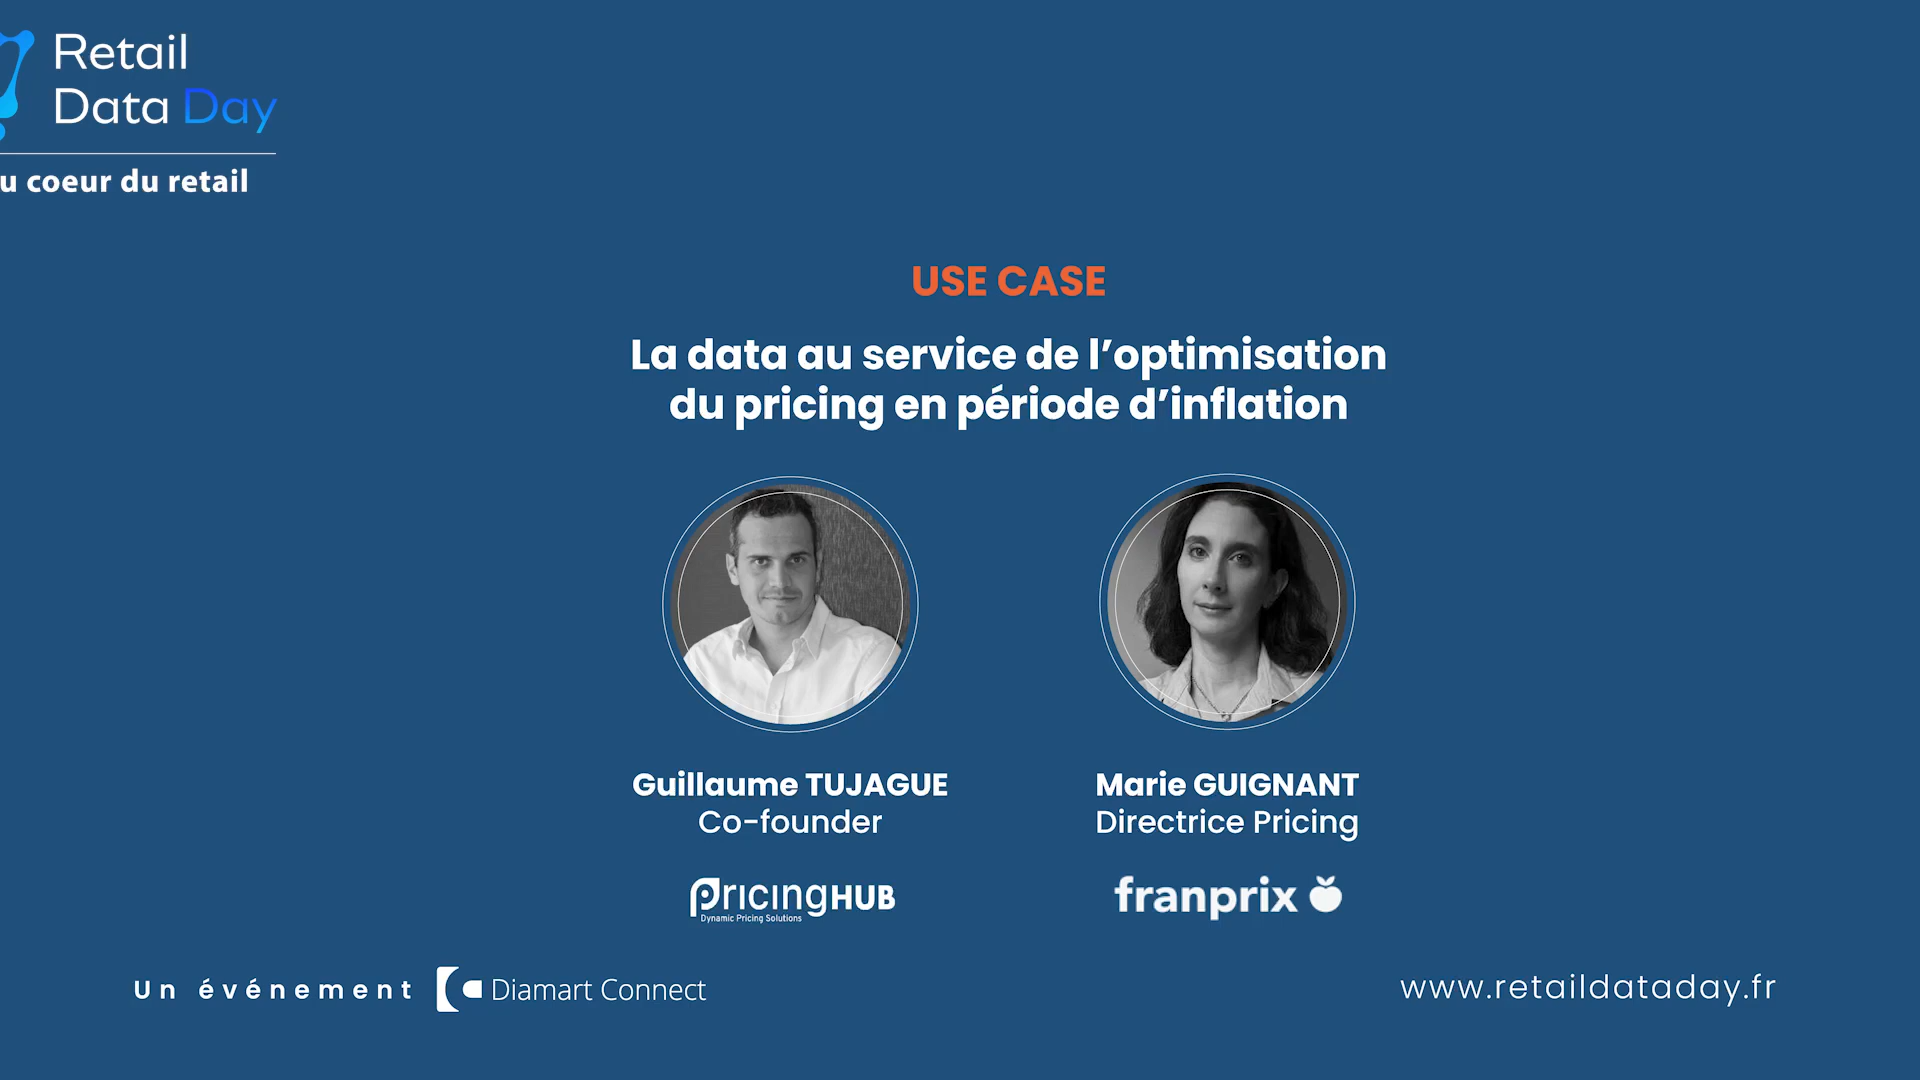 Retail
Data Day
u coeur du retail
USE CASE
La data au service de l’optimisation
du pricing en période d’inflation
Guillaume TUJAGUE
Co-founder
PricingHUB
Dynamic Pricing Solutions
Marie GUIGNANT
Directrice Pricing
franprix
Un événement Diamart Connect
www.retaildataday.fr